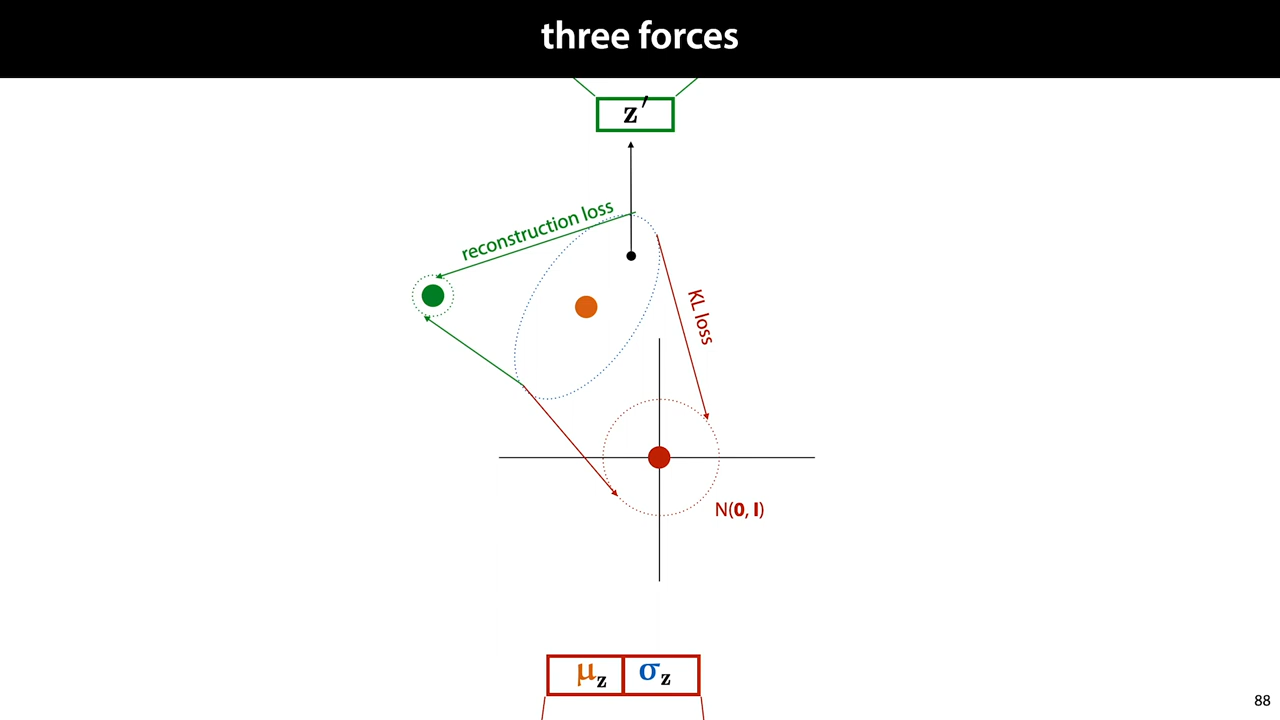 three forces
z′
reconstruction loss
KL loss
N(0, I)
μz σz
88